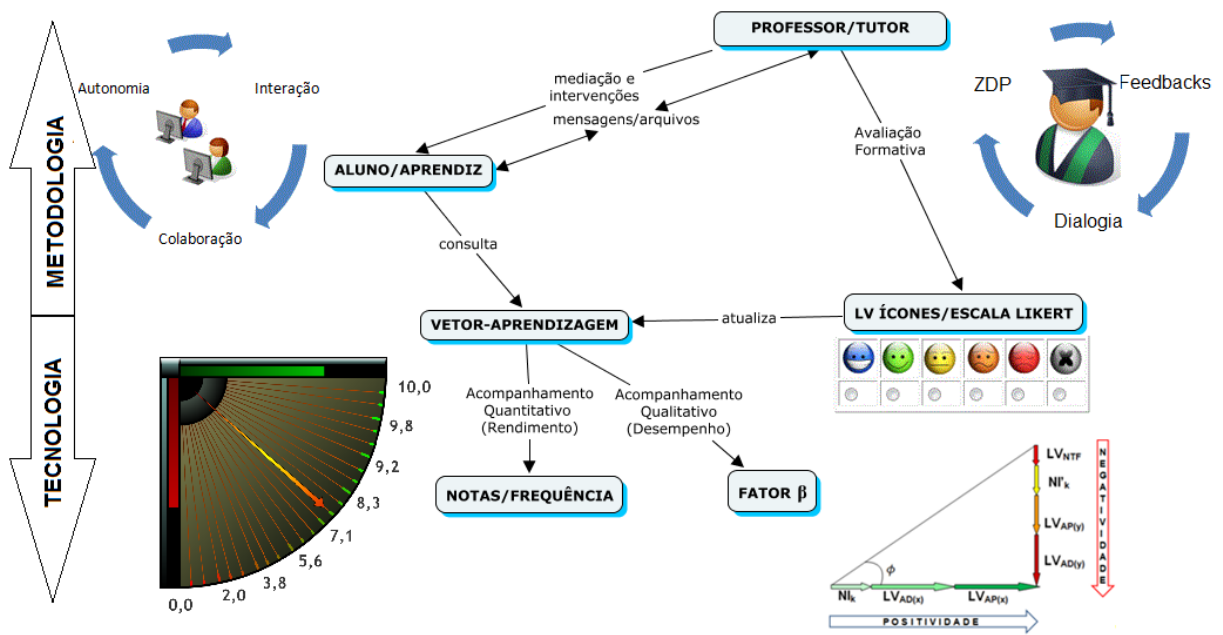 METODOLOGIA
TECNOLOGIA
Autonomia
Interação
Colaboração
PROFESSOR/TUTOR
mediação e
intervenções
mensagens/arquivos
ALUNO/APRENDIZ
Avaliação
Formativa
ZDP
Feedbacks
Dialogia
consulta
VETOR-APRENDIZAGEM
atualiza
LV ÍCONES/ESCALA LIKERT
Acompanhamento
Quantitativo
(Rendimento)
Acompanhamento
Qualitativo
(Desempenho)
NOTAS/FREQUÊNCIA
FATOR β
10,0
9,8
9,2
8,3
7,1
5,6
3,8
2,0
0,0
LVNTF
NI'k
LVAP(y)
LVAD(y)
NEGATIVIDADE
ϕ
NIk
LVAD(x)
LVAP(x)
POSITIVIDADE